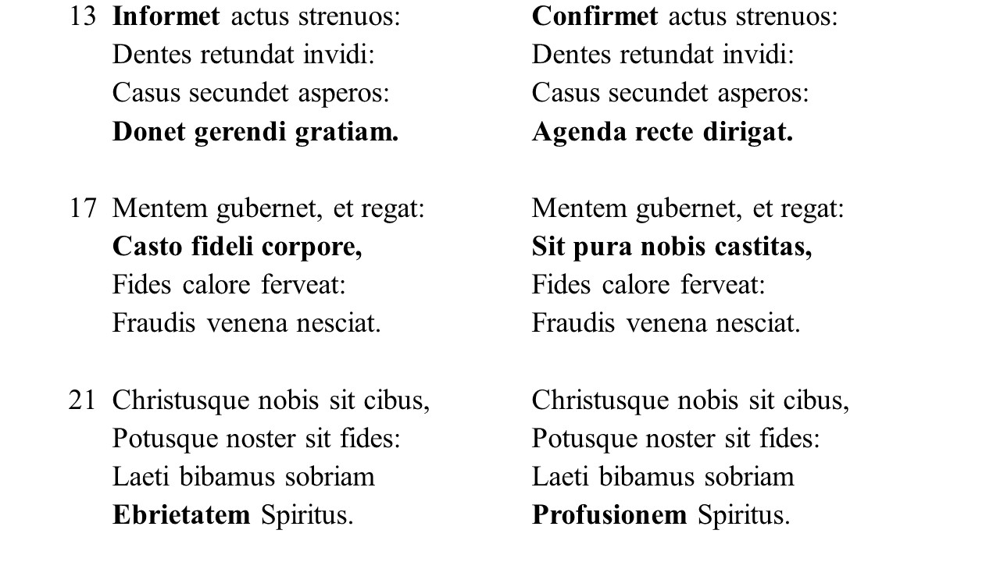 13 Informet actus strenuos: Confirmet actus strenuos:
Dentes retundat invidi: Dentes retundat invidi:
Casus secundet asperos: Casus secundet asperos:
Donet gerendi gratiam. Agenda recte dirigat.
17 Mentem gubernet, et regat: Mentem gubernet, et regat:
Casto fideli corpore, Sit pura nobis castitas,
Fides calore ferveat: Fides calore ferveat:
Fraudis venena nesciat. Fraudis venena nesciat.
21 Christusque nobis sit cibus, Christusque nobis sit cibus,
Potusque noster sit fides: Potusque noster sit fides:
Laeti bibamus sobriam Laeti bibamus sobriam
Ebrietatem Spiritus. Profusionem Spiritus.